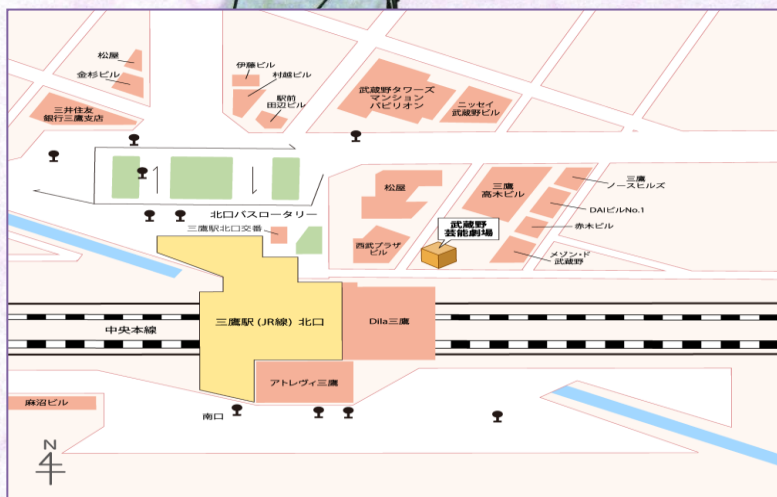 松屋
金杉ビル
三井住友
銀行三鷹支店
伊藤ビル
村越ビル
駅前
田辺ビル
武蔵野タワーズ
マンション
パビリオン
ニッセイ
武蔵野ビル
北口バスロータリー
三鷹駅北口交番
松屋
西武プラザ
ビル
三鷹
高木ビル
三鷹
ノースヒルズ
DAIビルNo.1
赤木ビル
メゾン・ド
武蔵野
武蔵野
芸能劇場
中央本線
三鷹駅(JR線) 北口
Dila三鷹
アトレヴィ三鷹
麻沼ビル
南口
N